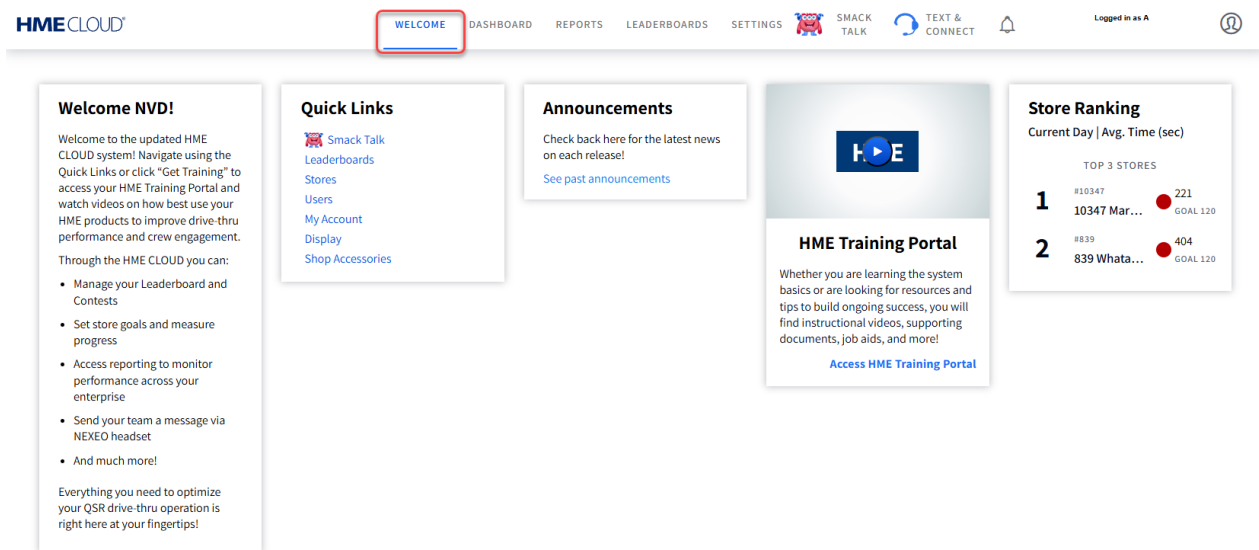 HME CLOUD®
WELCOME
DASHBOARD
REPORTS
LEADERBOARDS
SETTINGS
SMACK
TALK
TEXT &
CONNECT
Logged in as A
Welcome NVD!
Welcome to the updated HME
CLOUD system! Navigate using the
Quick Links or click “Get Training” to
access your HME Training Portal and
watch videos on how best use your
HME products to improve drive-thru
performance and crew engagement.
Through the HME CLOUD you can:
• Manage your Leaderboard and
Contests
• Set store goals and measure
progress
• Access reporting to monitor
performance across your
enterprise
• Send your team a message via
NEXEO headset
• And much more!
Everything you need to optimize
your QSR drive-thru operation is
right here at your fingertips!
Quick Links
Smack Talk
Leaderboards
Stores
Users
My Account
Display
Shop Accessories
Announcements
Check back here for the latest news
on each release!
See past announcements
HME
HME Training Portal
Whether you are learning the system
basics or are looking for resources and
tips to build ongoing success, you will
find instructional videos, supporting
documents, job aids, and more!
Access HME Training Portal
Store Ranking
Current Day | Avg. Time (sec)
TOP 3 STORES
1
#10347
10347 Mar...
221
GOAL 120
2
#839
839 Whata...
404
GOAL 120